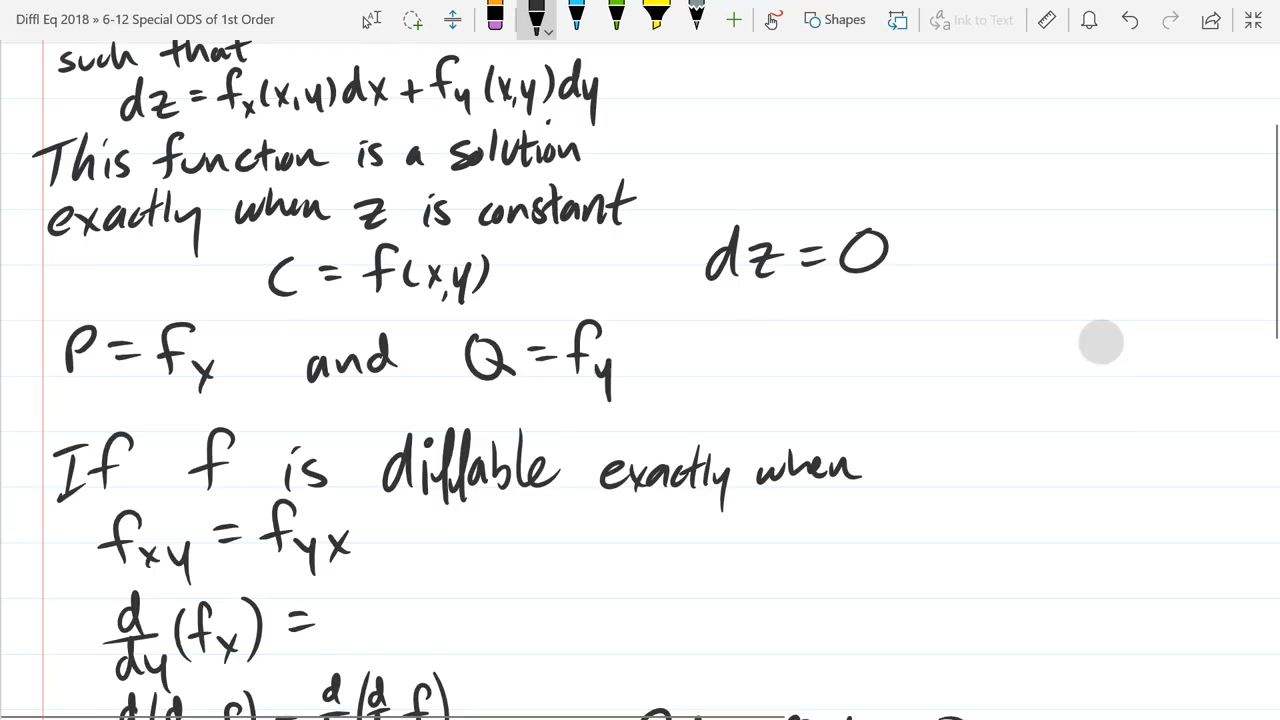 Diffl Eq 2018 » 6-12 Special ODS of 1st Order
Shapes
Ink to Text
such that
dz = fx(x,y)dx + fy(x,y)dy
This function is a solution
exactly when z is constant
C = f(x,y)
dz = 0
P = fx and Q = fy
If f is diffable exactly when
fxy = fyx
d/dy (fx) =